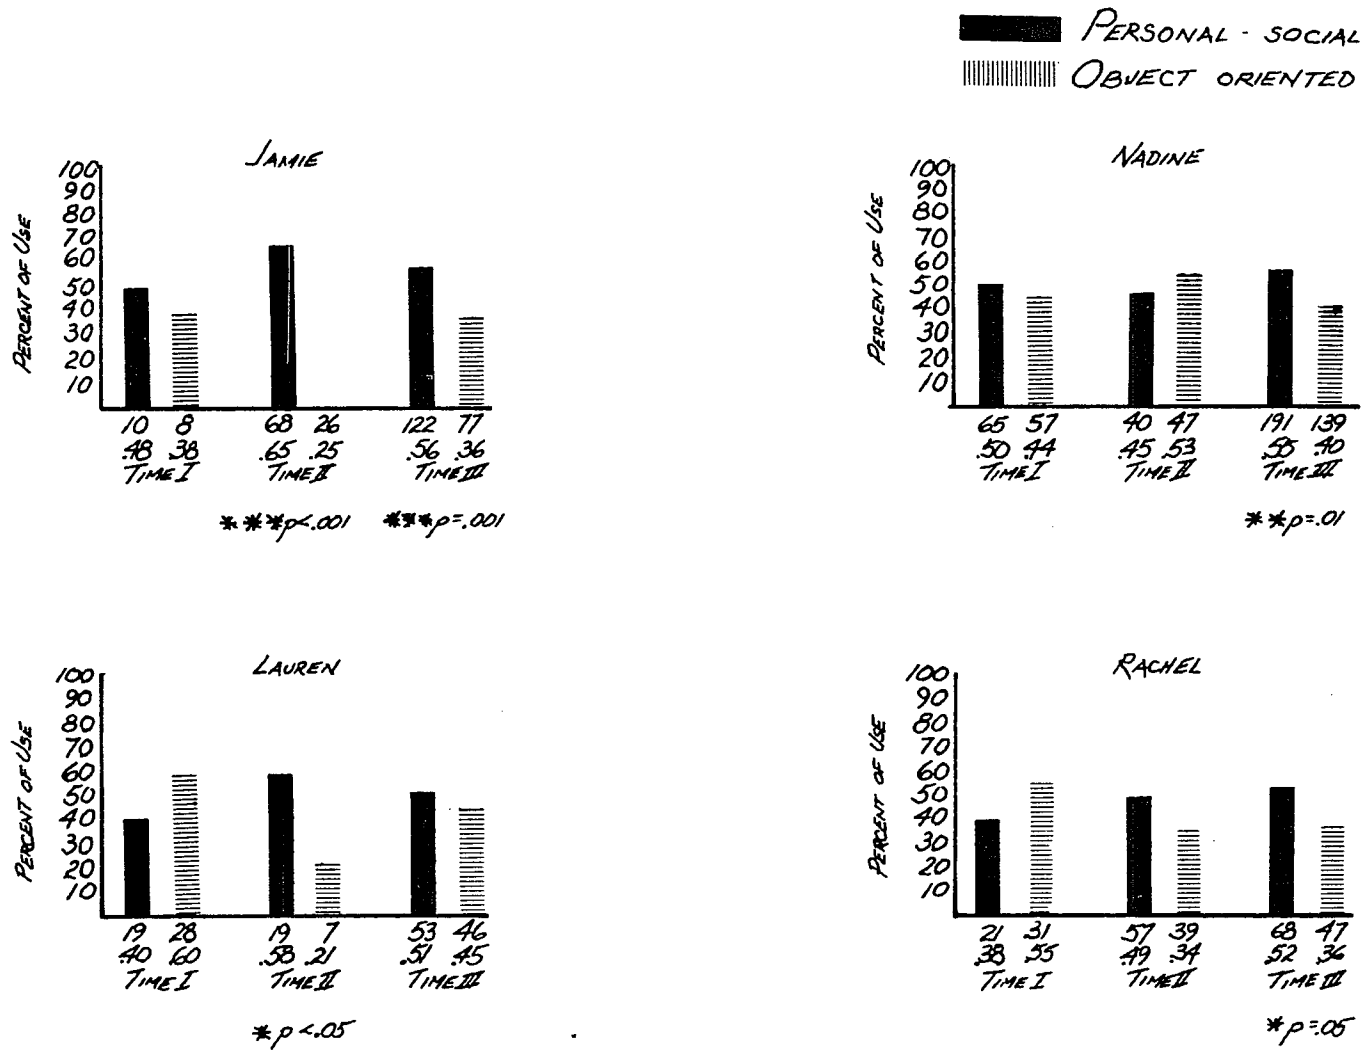 PERSONAL - SOCIAL
OBJECT ORIENTED
JAMIE
PERCENT OF USE
100
90
80
70
60
50
40
30
20
10
10 8 68 26 122 77
.48 .38 .65 .25 .56 .36
TIME I TIME II TIME III
***p<.001 ***p=.001
NADINE
PERCENT OF USE
100
90
80
70
60
50
40
30
20
10
65 57 40 47 191 139
.50 .44 .45 .53 .55 .40
TIME I TIME II TIME III
**p=.01
LAUREN
PERCENT OF USE
100
90
80
70
60
50
40
30
20
10
19 28 19 7 53 46
.40 .60 .58 .21 .51 .45
TIME I TIME II TIME III
*p<.05
RACHEL
PERCENT OF USE
100
90
80
70
60
50
40
30
20
10
21 31 57 39 68 47
.38 .55 .49 .34 .52 .36
TIME I TIME II TIME III
*p=.05